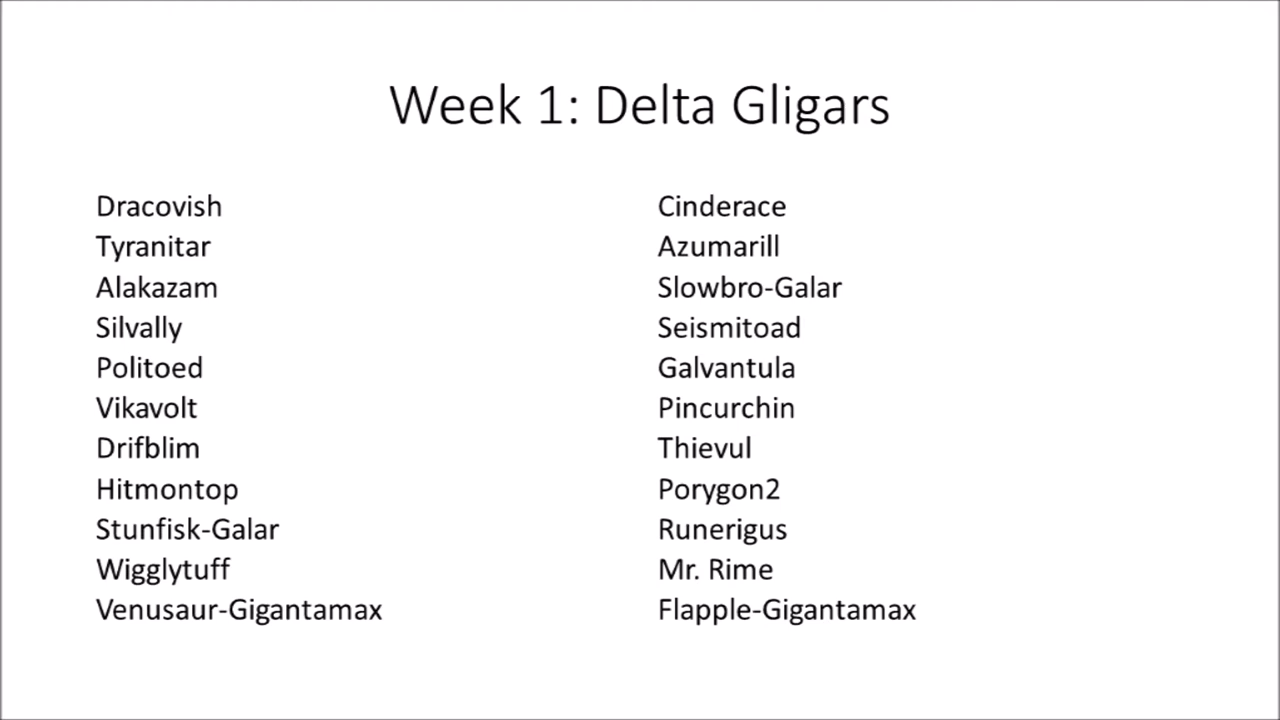 Week 1: Delta Gligars
Dracovish
Tyranitar
Alakazam
Silvally
Politoed
Vikavolt
Drifblim
Hitmontop
Stunfisk-Galar
Wigglytuff
Venusaur-Gigantamax
Cinderace
Azumarill
Slowbro-Galar
Seismitoad
Galvantula
Pincurchin
Thievul
Porygon2
Runerigus
Mr. Rime
Flapple-Gigantamax